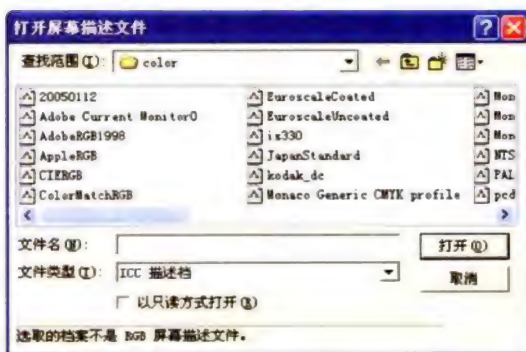 打开屏幕描述文件
查找范围(I): color
20050112 EuroscaleCoated Mon
Adobe Current Monitor0 EuroscaleUncoated Mon
AdobeRGB1998 is330 Mon
AppleRGB JapanStandard NTS
CIERGB kodak_dc PAL
ColorMatchRGB Monaco Generic CMYK profile pcd
文件名(N): 打开(O)
文件类型(T): ICC 描述档 取消
以只读方式打开(R)
选取的档案不是 RGB 屏幕描述文件。